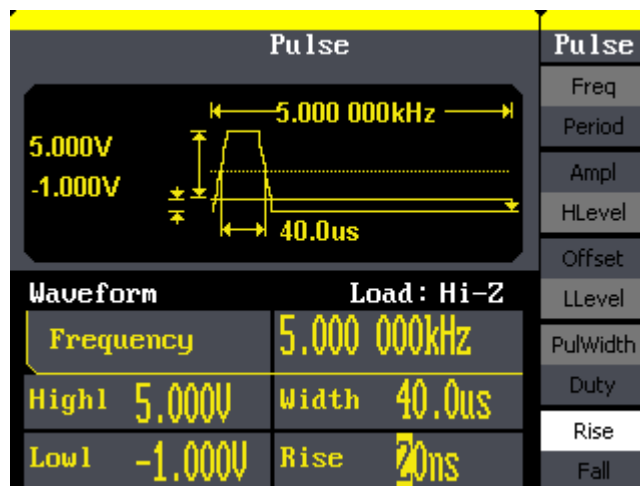 Pulse
5.000 000kHz
5.000V
-1.000V
40.0us
Waveform Load:Hi-Z
Frequency 5.000 000kHz
Highl 5.000V Width 40.0us
Lowl -1.000V Rise 20ns
Pulse
Freq
Period
Ampl
HLevel
Offset
LLevel
PulWidth
Duty
Rise
Fall